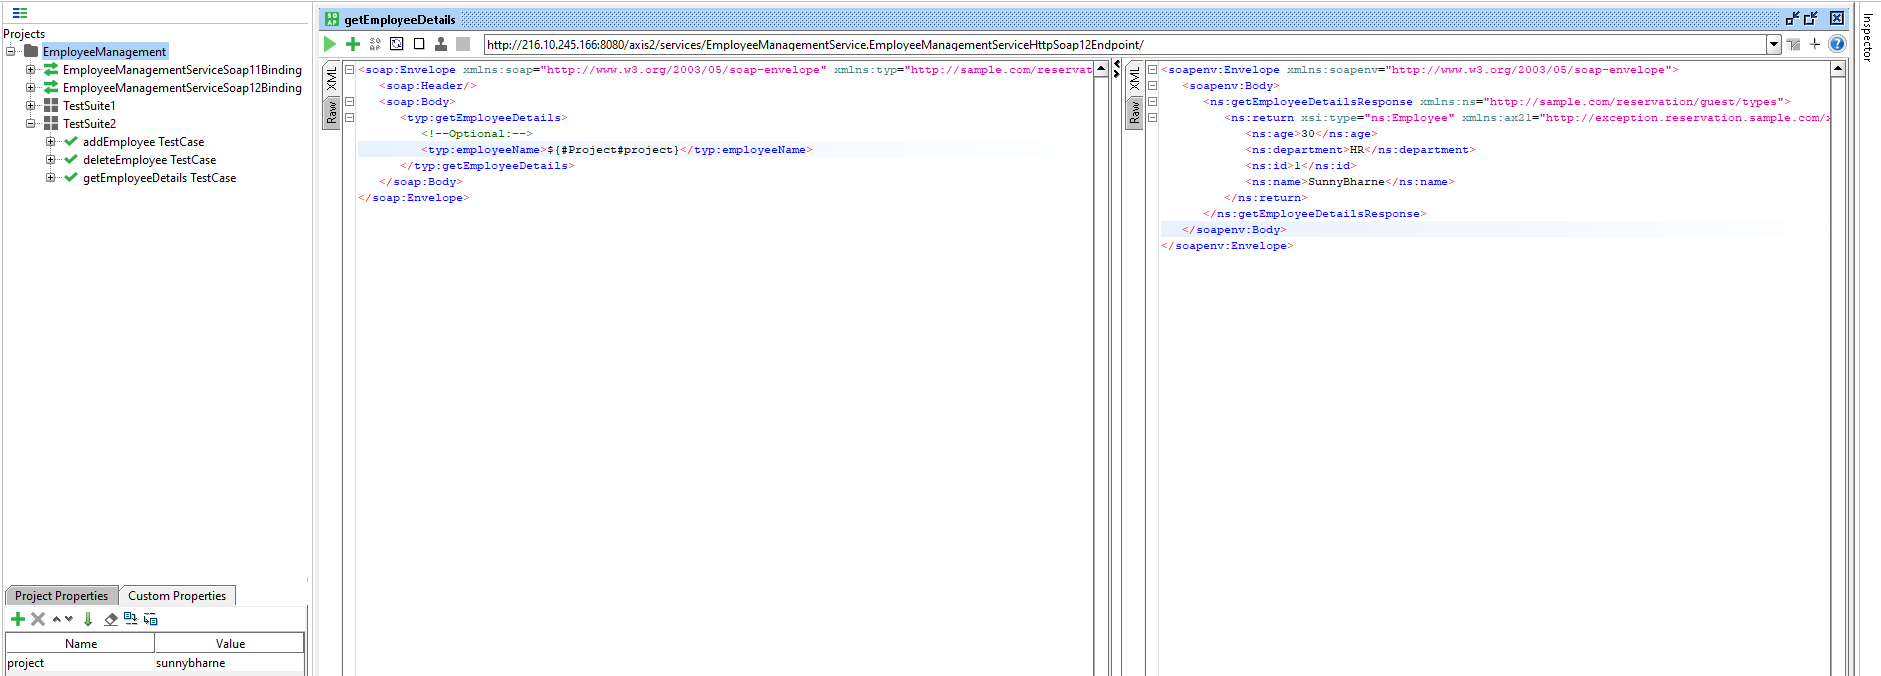 Projects
EmployeeManagement
EmployeeManagementServiceSoap11Binding
EmployeeManagementServiceSoap12Binding
TestSuite1
TestSuite2
addEmployee TestCase
deleteEmployee TestCase
getEmployeeDetails TestCase
Project Properties
Custom Properties
Name Value
project sunnybharne
SO AP getEmployeeDetails
SO AP http://216.10.245.166:8080/axis2/services/EmployeeManagementService.EmployeeManagementServiceHttpSoap12Endpoint/
XML
Raw
<soap:Envelope xmlns:soap="http://www.w3.org/2003/05/soap-envelope" xmlns:typ="http://sample.com/reservat
<soap:Header/>
<soap:Body>
<typ:getEmployeeDetails>
<!--Optional:-->
<typ:employeeName>${#Project#project}</typ:employeeName>
</typ:getEmployeeDetails>
</soap:Body>
</soap:Envelope>
XML
Raw
<soapenv:Envelope xmlns:soapenv="http://www.w3.org/2003/05/soap-envelope">
<soapenv:Body>
<ns:getEmployeeDetailsResponse xmlns:ns="http://sample.com/reservation/guest/types">
<ns:return xsi:type="ns:Employee" xmlns:ax21="http://exception.reservation.sample.com/x
<ns:age>30</ns:age>
<ns:department>HR</ns:department>
<ns:id>1</ns:id>
<ns:name>SunnyBharne</ns:name>
</ns:return>
</ns:getEmployeeDetailsResponse>
</soapenv:Body>
</soapenv:Envelope>
Inspector